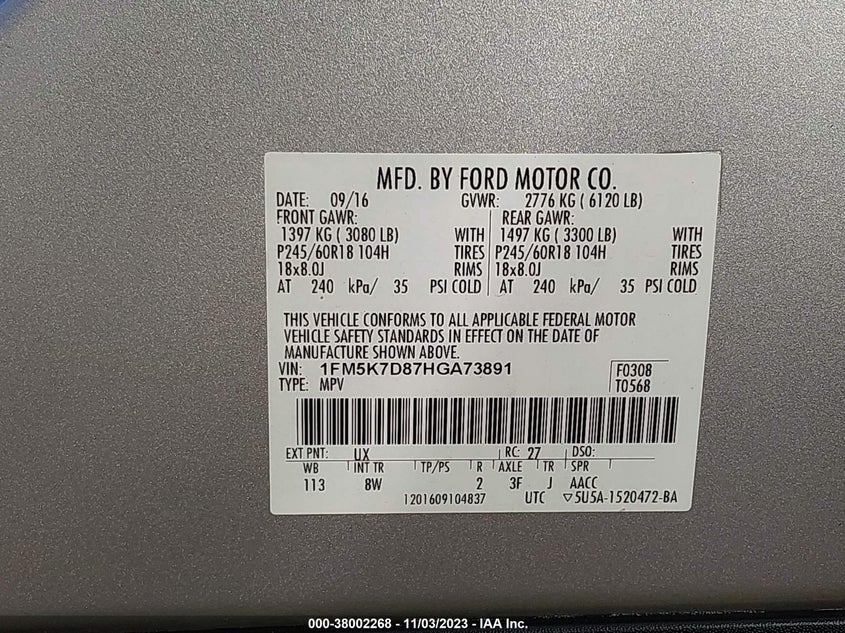 MFD. BY FORD MOTOR CO.
DATE: 09/16 GVWR: 2776 KG ( 6120 LB)
FRONT GAWR: REAR GAWR:
1397 KG ( 3080 LB) WITH 1497 KG ( 3300 LB) WITH
P245/60R18 104H TIRES P245/60R18 104H TIRES
18x8.0J RIMS 18x8.0J RIMS
AT 240 kPa/ 35 PSI COLD AT 240 kPa/ 35 PSI COLD
THIS VEHICLE CONFORMS TO ALL APPLICABLE FEDERAL MOTOR
VEHICLE SAFETY STANDARDS IN EFFECT ON THE DATE OF
MANUFACTURE SHOWN ABOVE.
VIN: 1FM5K7D87HGA73891 F0308
TYPE: MPV T0568
EXT PNT: UX RC: 27 DSO:
WB INT TR TP/PS R AXLE TR SPR
113 8W 2 3F J AACC
1201609104837 UTC ▽5U5A-1520472-BA
000-38002268 - 11/03/2023 - IAA Inc.